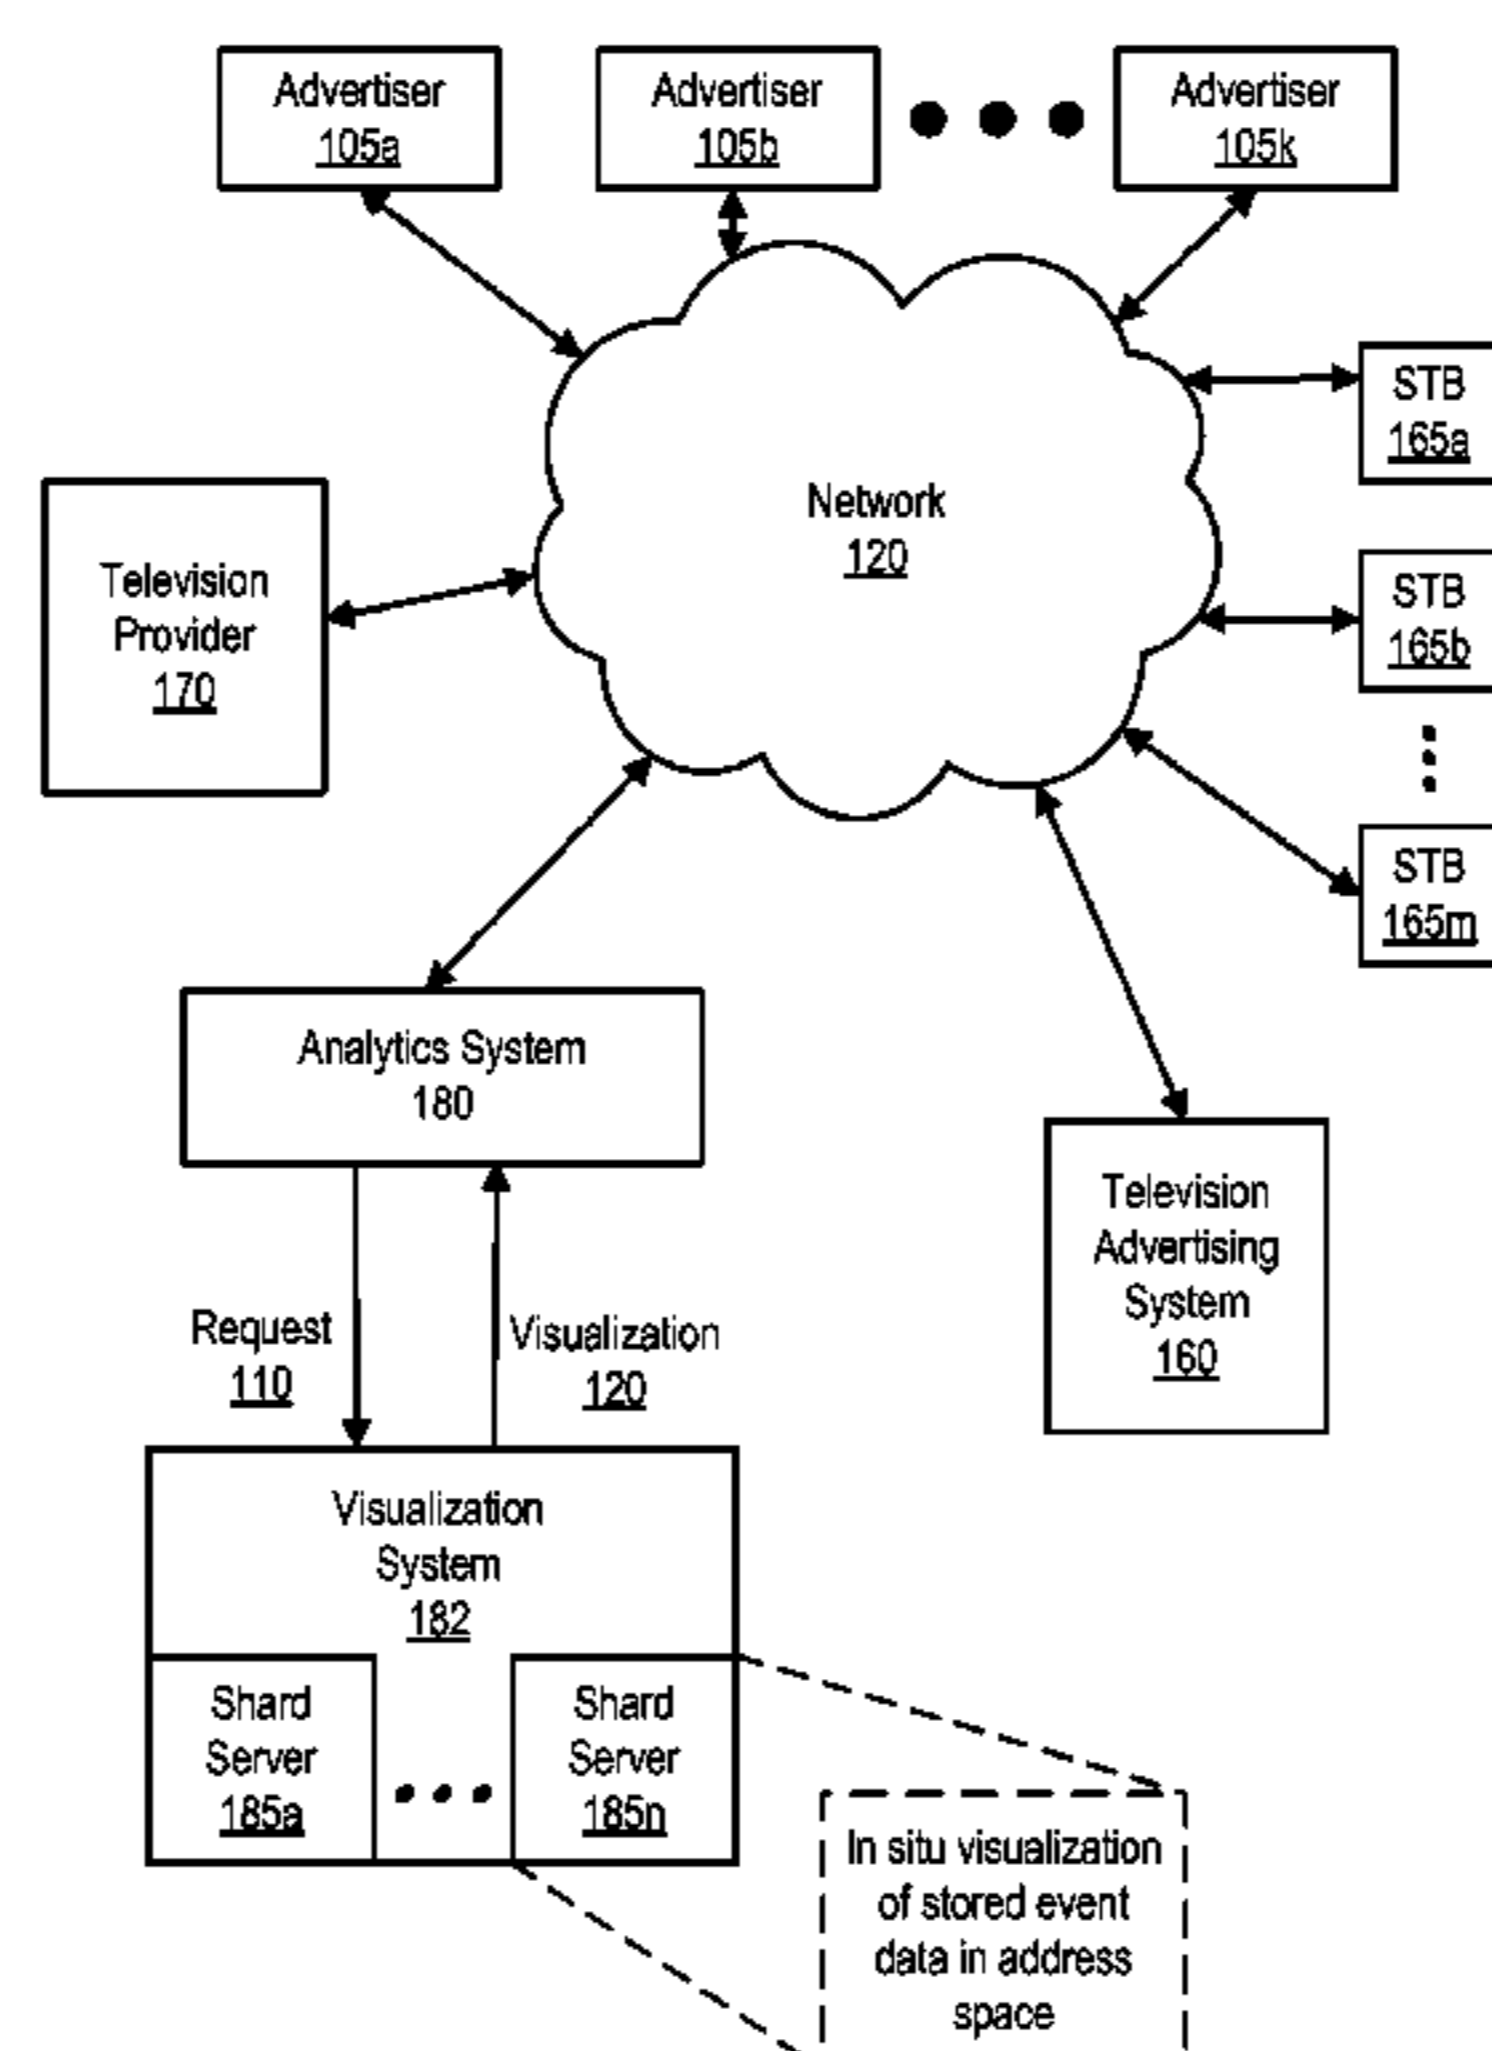 Advertiser
105a
Advertiser
105b
Advertiser
105k
STB
165a
Network
120
Television
Provider
170
STB
165b
STB
165m
Analytics System
180
Television
Advertising
System
160
Request
110
Visualization
120
Visualization
System
182
Shard
Server
185a
Shard
Server
185n
In situ visualization
of stored event
data in address
space